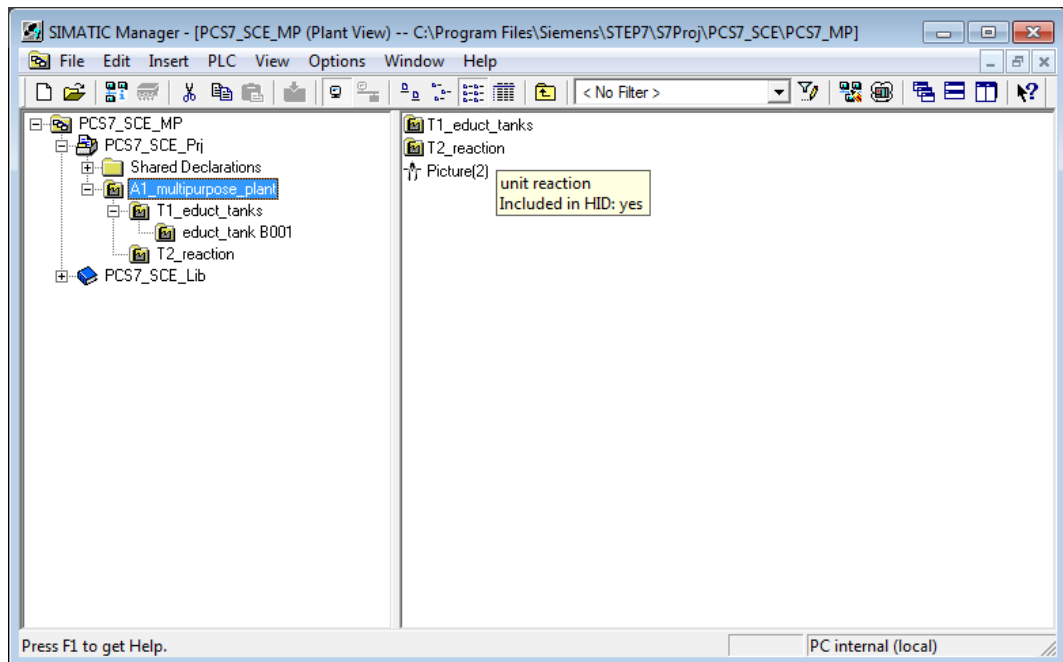 SIMATIC Manager - [PCS7_SCE_MP (Plant View) -- C:\Program Files\Siemens\STEP7\S7Proj\PCS7_SCE\PCS7_MP]
File Edit Insert PLC View Options Window Help
< No Filter >
PCS7_SCE_MP
PCS7_SCE_Prj
Shared Declarations
A1_multipurpose_plant
T1_educt_tanks
educt_tank B001
T2_reaction
PCS7_SCE_Lib
T1_educt_tanks
T2_reaction
Picture(2)
unit reaction
Included in HID: yes
Press F1 to get Help.
PC internal (local)